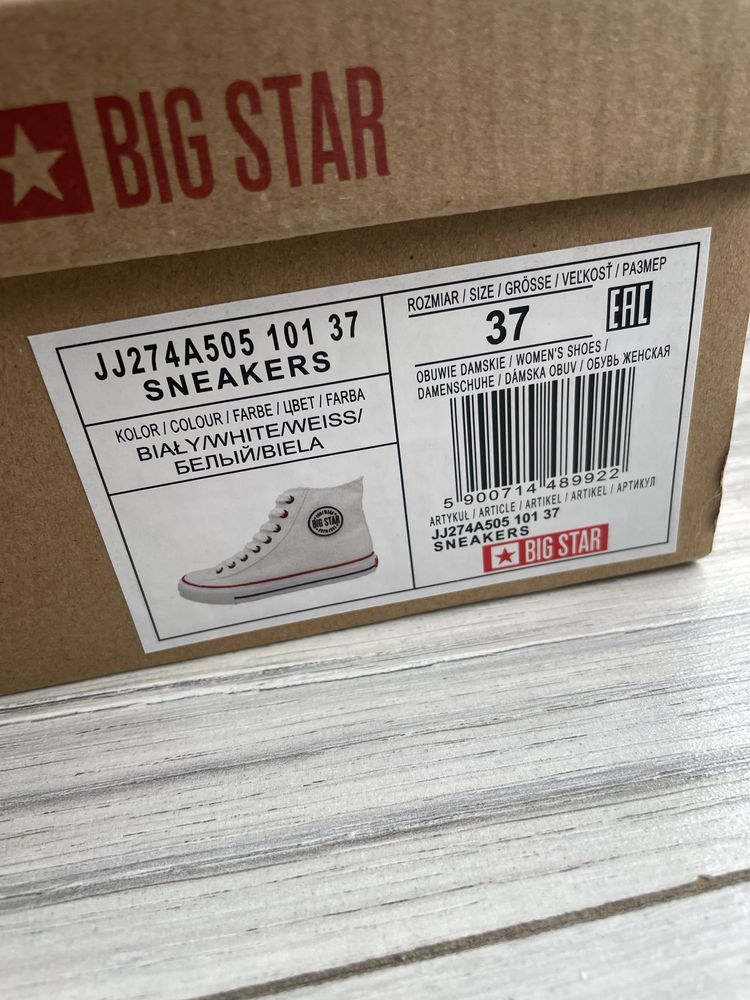 BIG STAR
JJ274A505 101 37
SNEAKERS
KOLOR / COLOUR / FARBE / ЦВЕТ / FARBA
BIAŁY/WHITE/WEISS/
БЕЛЫЙ/BIELA
BIG STAR
ROZMIAR / SIZE / GRÖSSE / VEĽKOSŤ / РАЗМЕР
37
EAC
OBUWIE DAMSKIE / WOMEN'S SHOES /
DAMENSCHUHE / DÁMSKA OBUV / ОБУВЬ ЖЕНСКАЯ
5 900714 489922
ARTYKUŁ / ARTICLE / ARTIKEL / ARTIKEL / АРТИКУЛ
JJ274A505 101 37
SNEAKERS
BIG STAR